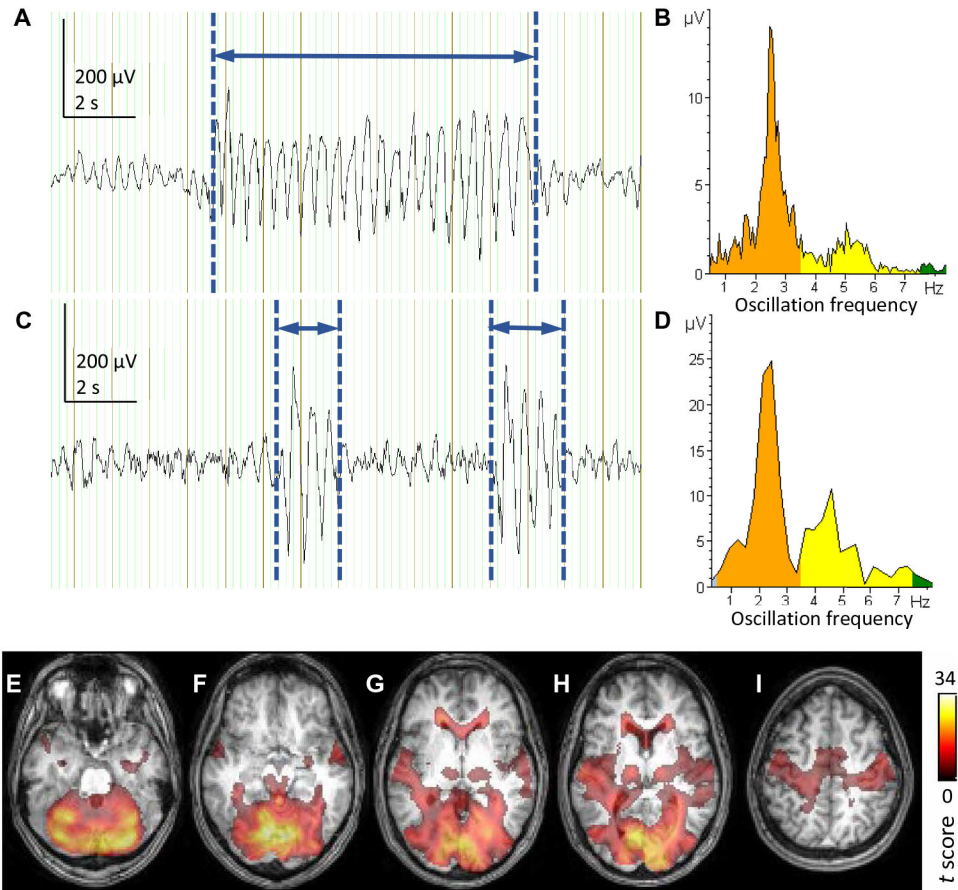 A
200 µV
2 s
B
µV
10
5
0
1 2 3 4 5 6 7 Hz
Oscillation frequency
C
200 µV
2 s
D
µV
25
20
15
10
5
0
1 2 3 4 5 6 7 Hz
Oscillation frequency
E F G H I
34
0
t score